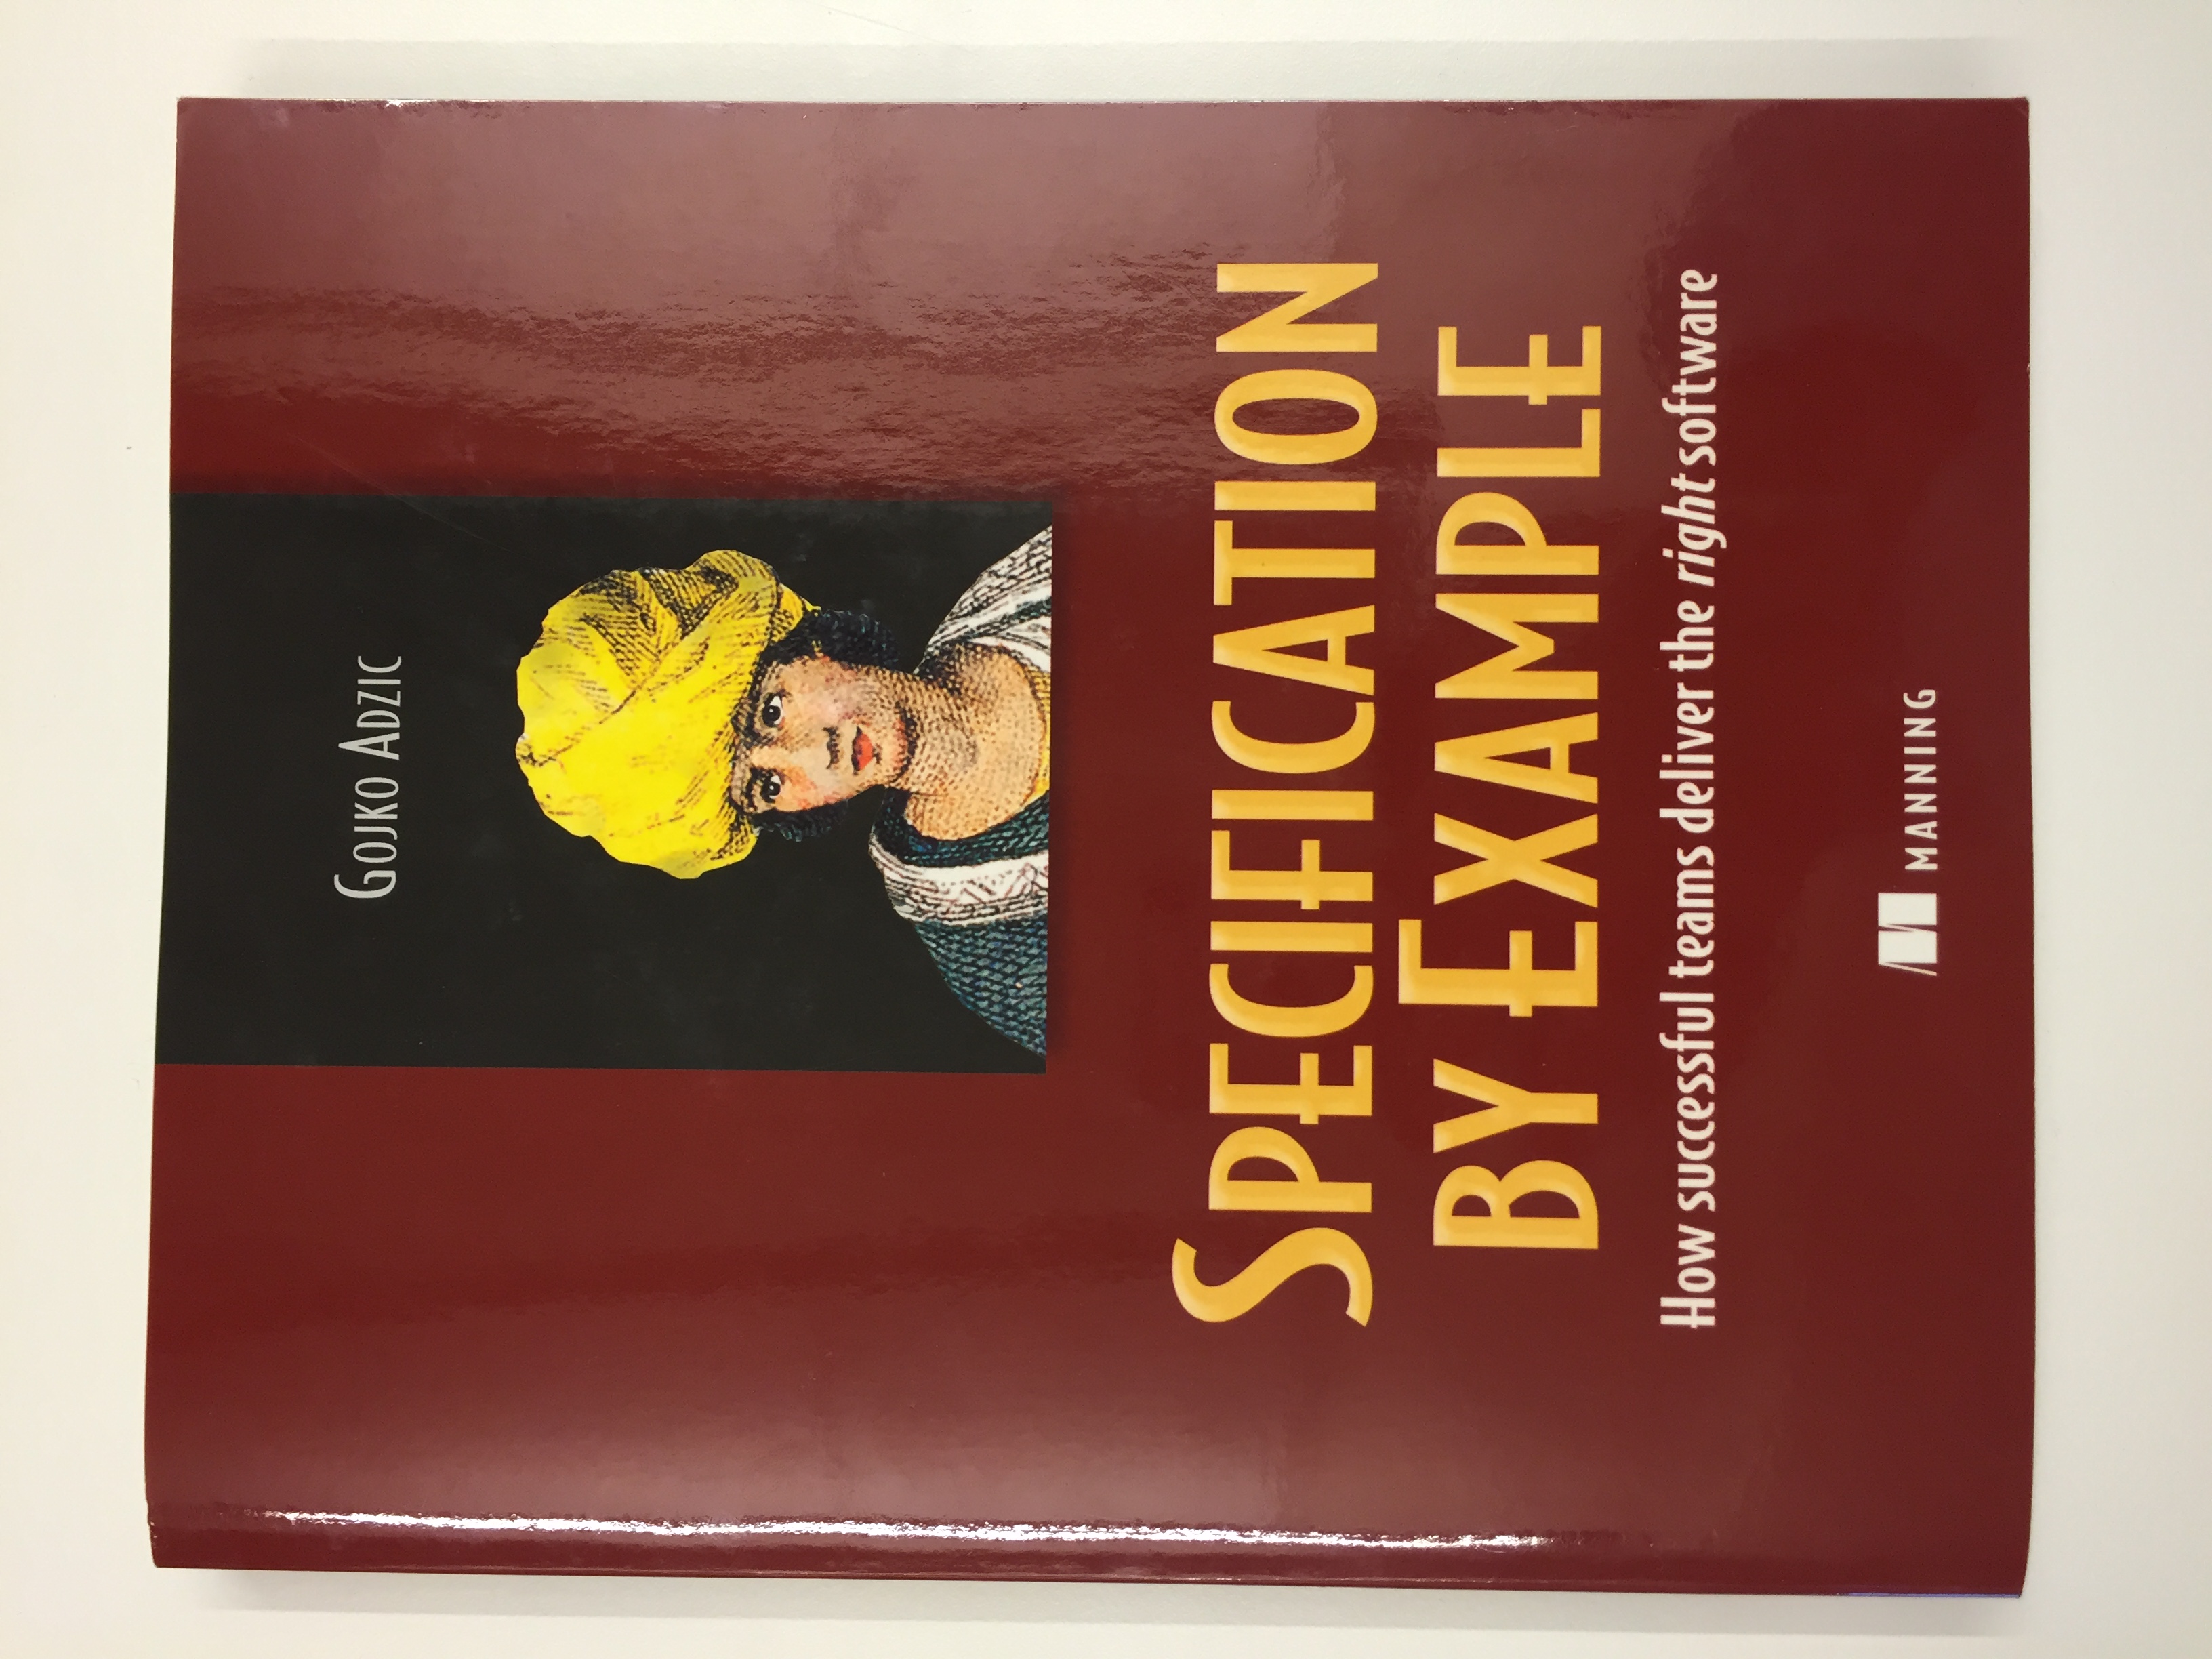 Gojko Adzic
Specification
by Example
How successful teams deliver the right software
MANNING